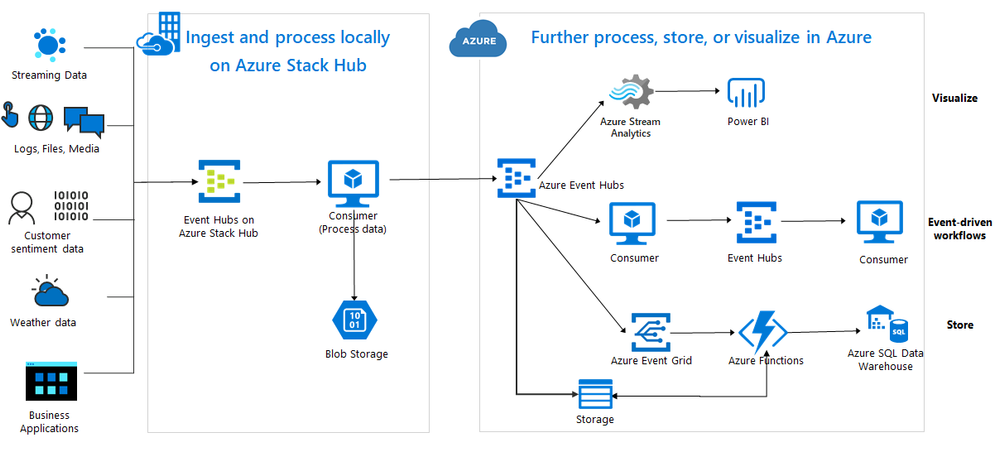 Streaming Data
Logs, Files, Media
010110
010110
101010
Customer
sentiment data
Weather data
Business
Applications
Ingest and process locally
on Azure Stack Hub
Event Hubs on
Azure Stack Hub
Consumer
(Process data)
10
01
Blob Storage
AZURE
Further process, store, or visualize in Azure
Azure Event Hubs
Azure Stream
Analytics
Power BI
Visualize
Consumer
Event Hubs
Consumer
Event-driven
workflows
Azure Event Grid
Azure Functions
SQL
Azure SQL Data
Warehouse
Store
Storage